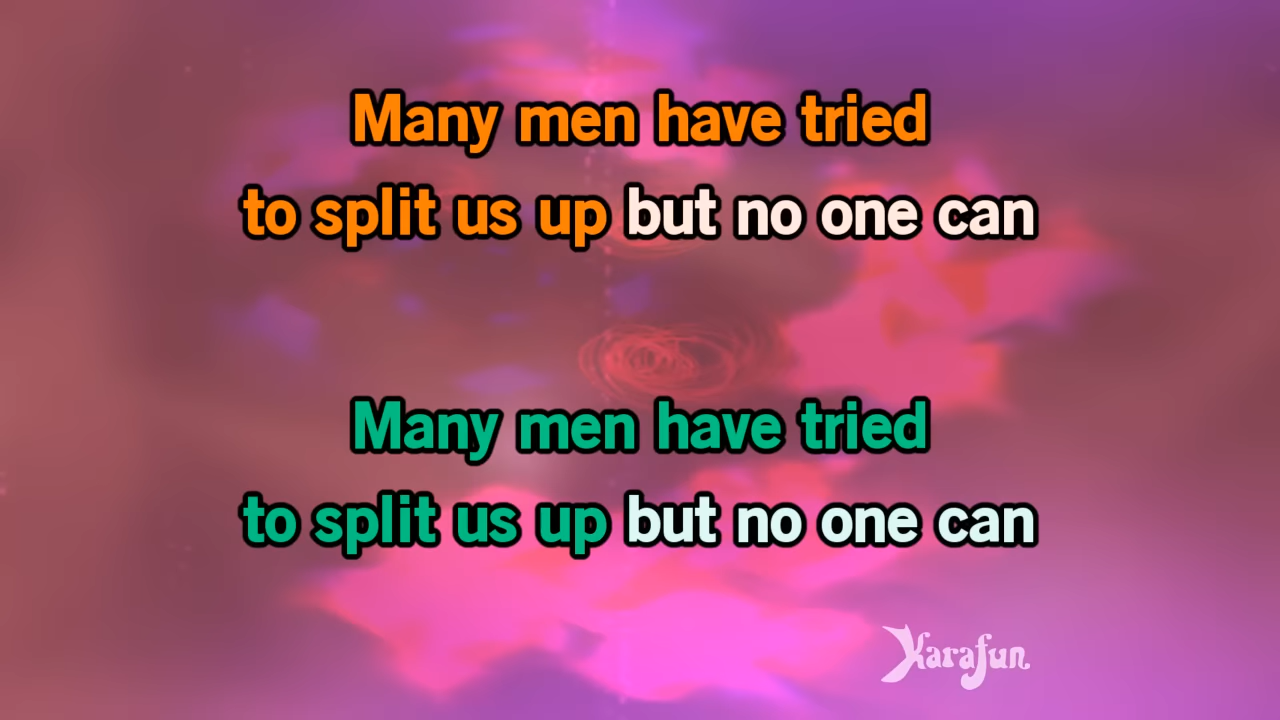 Many men have tried
to split us up but no one can
Many men have tried
to split us up but no one can
Karafun